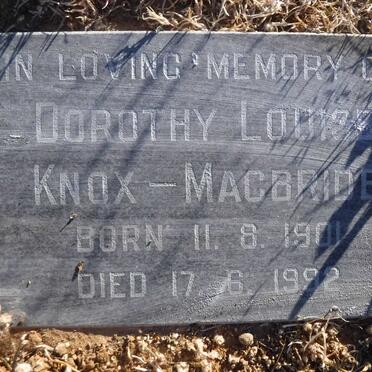 IN LOVING MEMORY O
DOROTHY LOUISE
KNOX - MACBRIDE
BORN 11. 8. 1901
DIED 17. 6. 1992